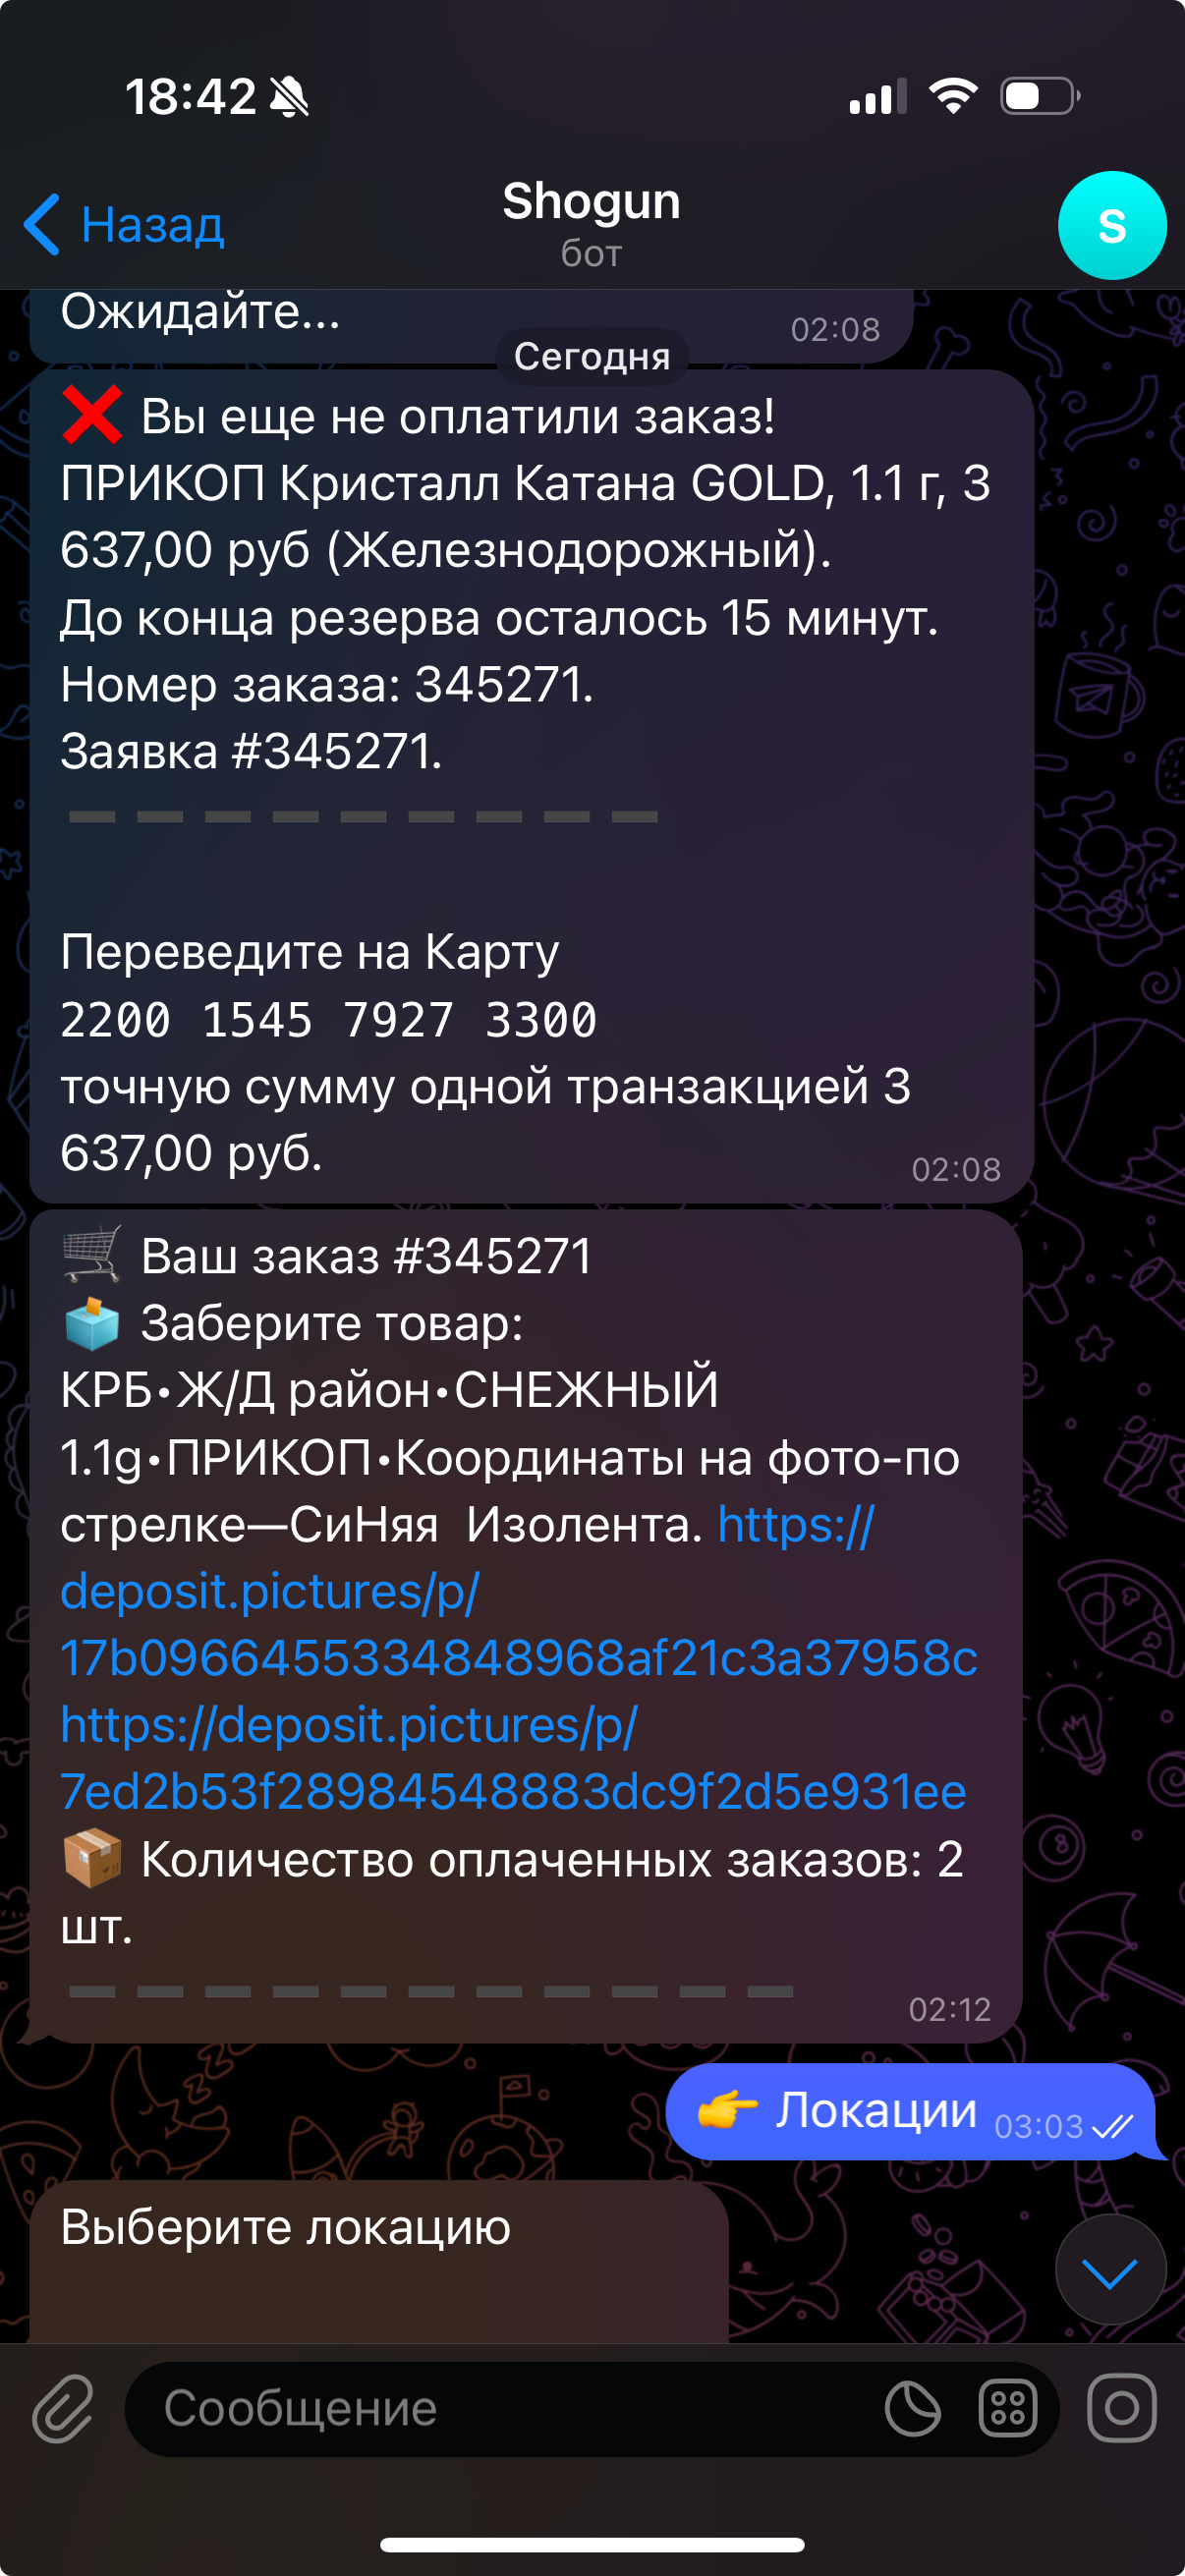 18:42
Назад
Shogun
бот
S
Ожидайте...
02:08
Сегодня
❌ Вы еще не оплатили заказ!
ПРИКОП Кристалл Катана GOLD, 1.1 г, 3
637,00 руб (Железнодорожный).
До конца резерва осталось 15 минут.
Номер заказа: 345271.
Заявка #345271.
➖➖➖➖➖➖➖➖➖
Переведите на Карту
2200 1545 7927 3300
точную сумму одной транзакцией 3
637,00 руб.
02:08
🛒 Ваш заказ #345271
🗳 Заберите товар:
КРБ•Ж/Д район•СНЕЖНЫЙ
1.1g•ПРИКОП•Координаты на фото-по
стрелке—СиНяя  Изолента. https://
deposit.pictures/p/
17b0966455334848968af21c3a37958c
https://deposit.pictures/p/
7ed2b53f28984548883dc9f2d5e931ee
📦 Количество оплаченных заказов: 2
шт.
➖➖➖➖➖➖➖➖➖➖➖
02:12
👉 Локации 03:03
Выберите локацию
Сообщение